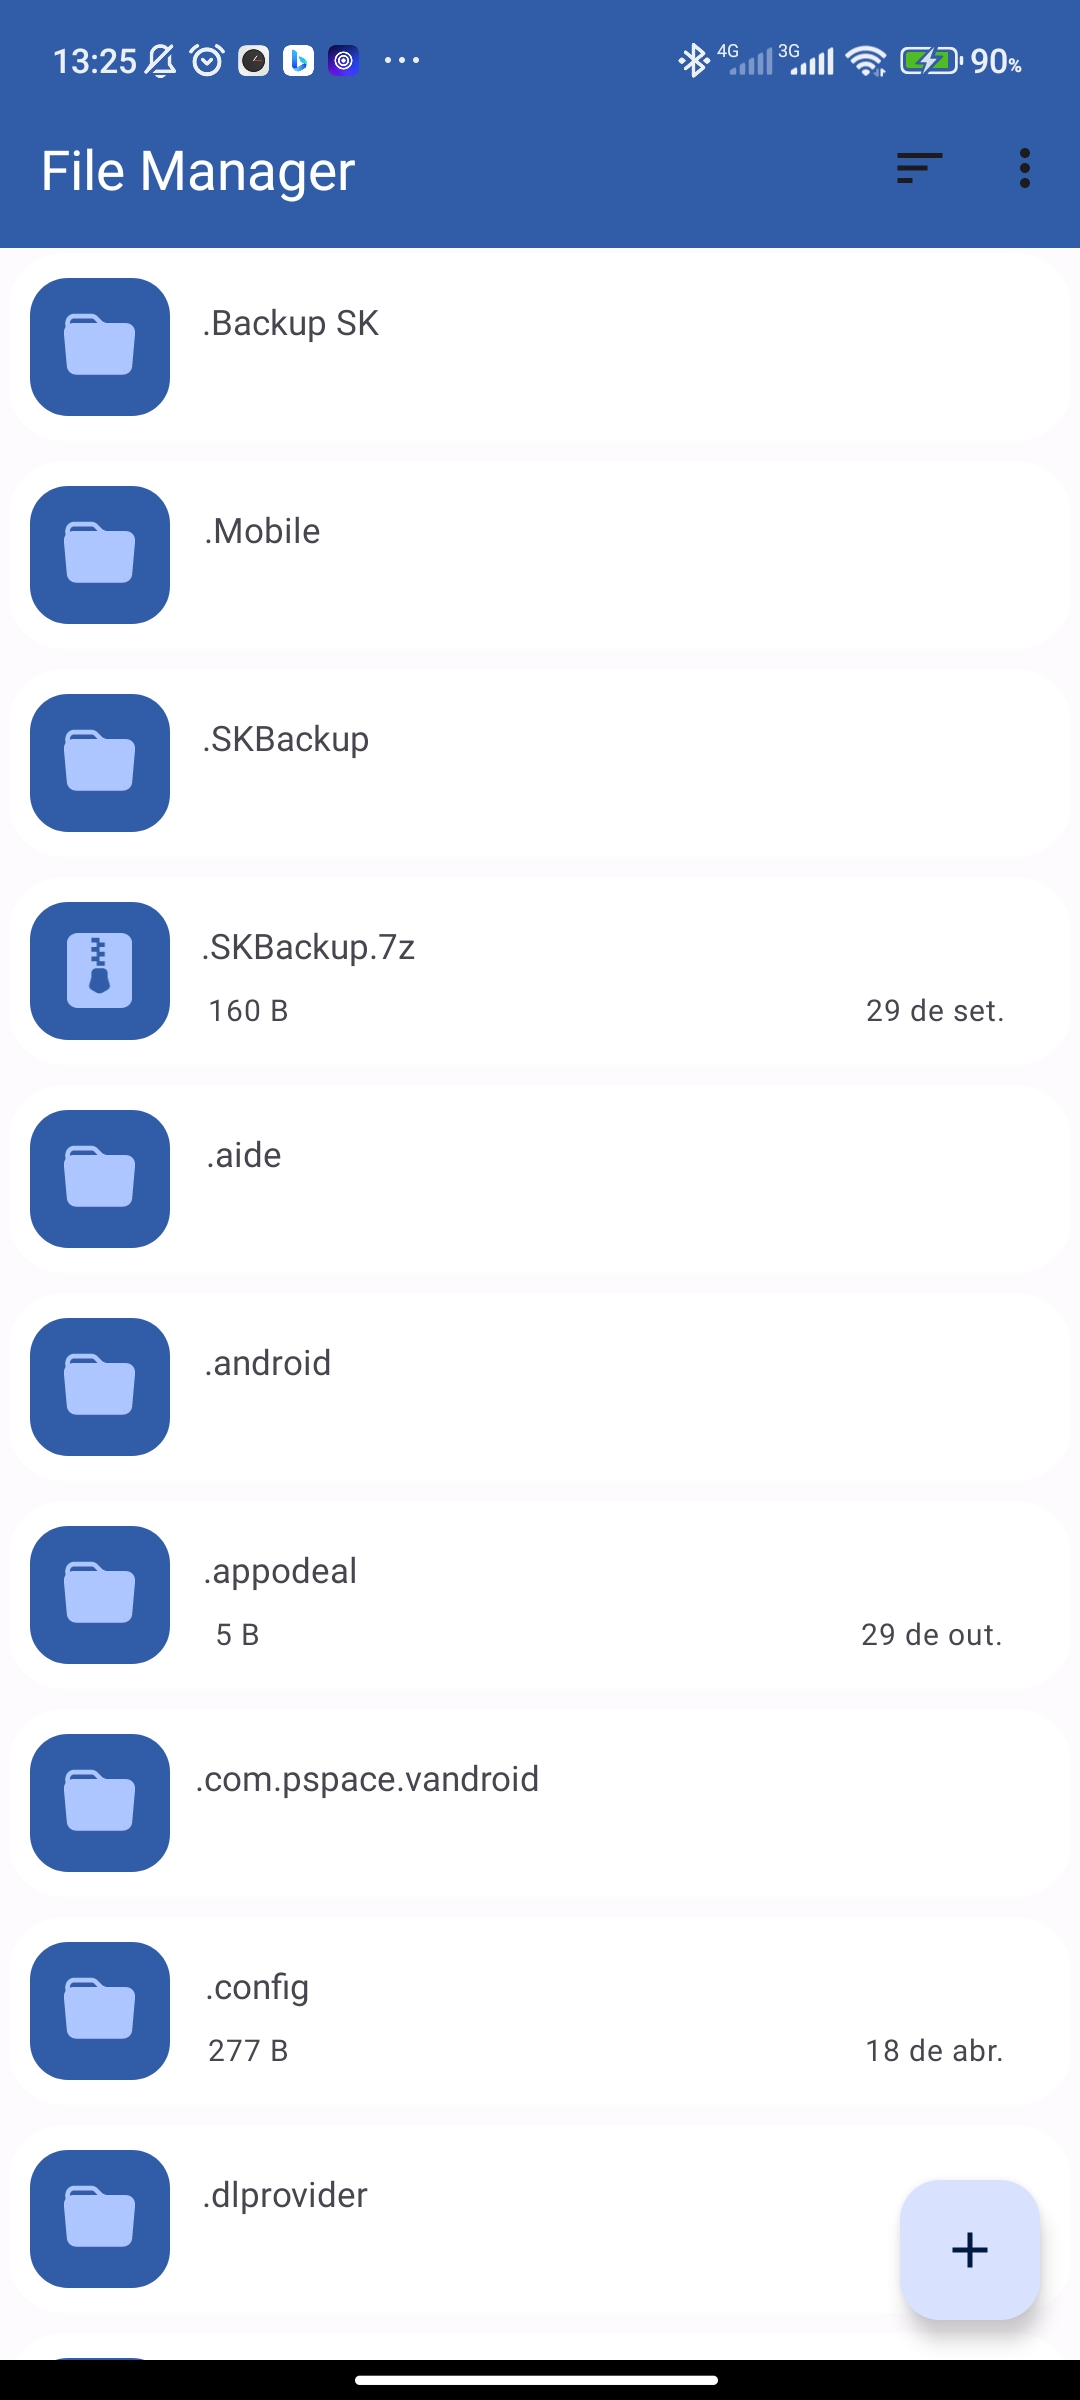 13:25 4G 3G 90%
File Manager
.Backup SK
.Mobile
.SKBackup
.SKBackup.7z
160 B 29 de set.
.aide
.android
.appodeal
5 B 29 de out.
.com.pspace.vandroid
.config
277 B 18 de abr.
.dlprovider